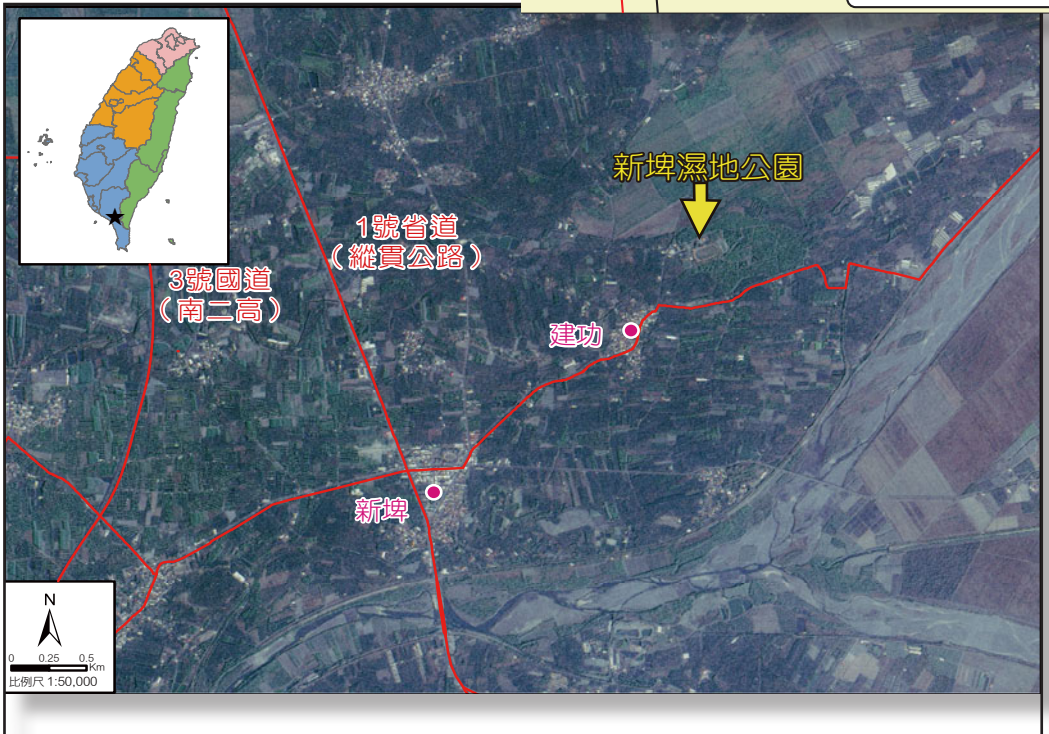 新埤濕地公園
1號省道
（縱貫公路）
3號國道
（南二高）
建功
新埤
N
0 0.25 0.5
Km
比例尺 1:50,000